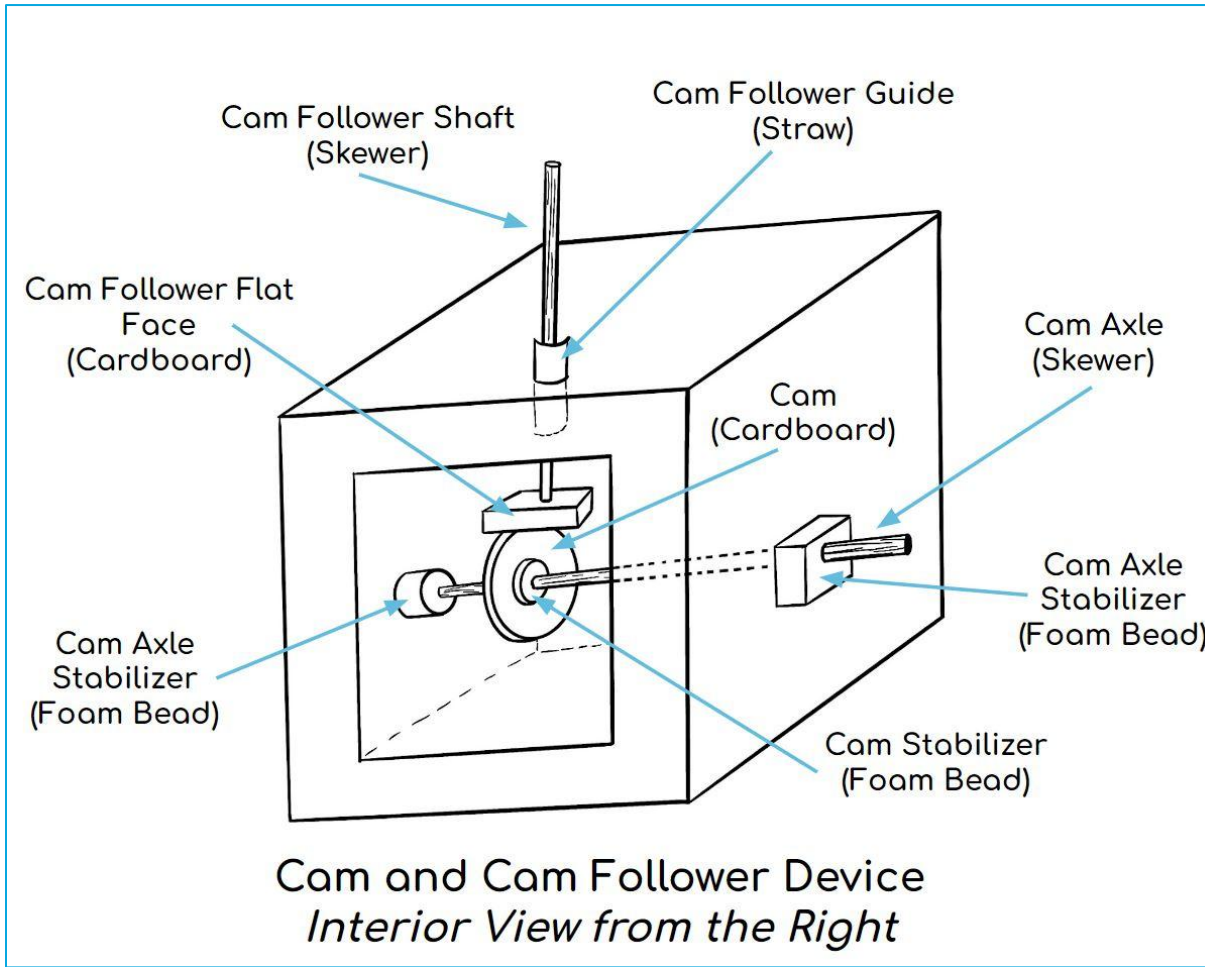 Cam Follower Shaft
(Skewer)
Cam Follower Guide
(Straw)
Cam Follower Flat
Face
(Cardboard)
Cam Axle
(Skewer)
Cam
(Cardboard)
Cam Axle
Stabilizer
(Foam Bead)
Cam Axle
Stabilizer
(Foam Bead)
Cam Stabilizer
(Foam Bead)
Cam and Cam Follower Device
Interior View from the Right